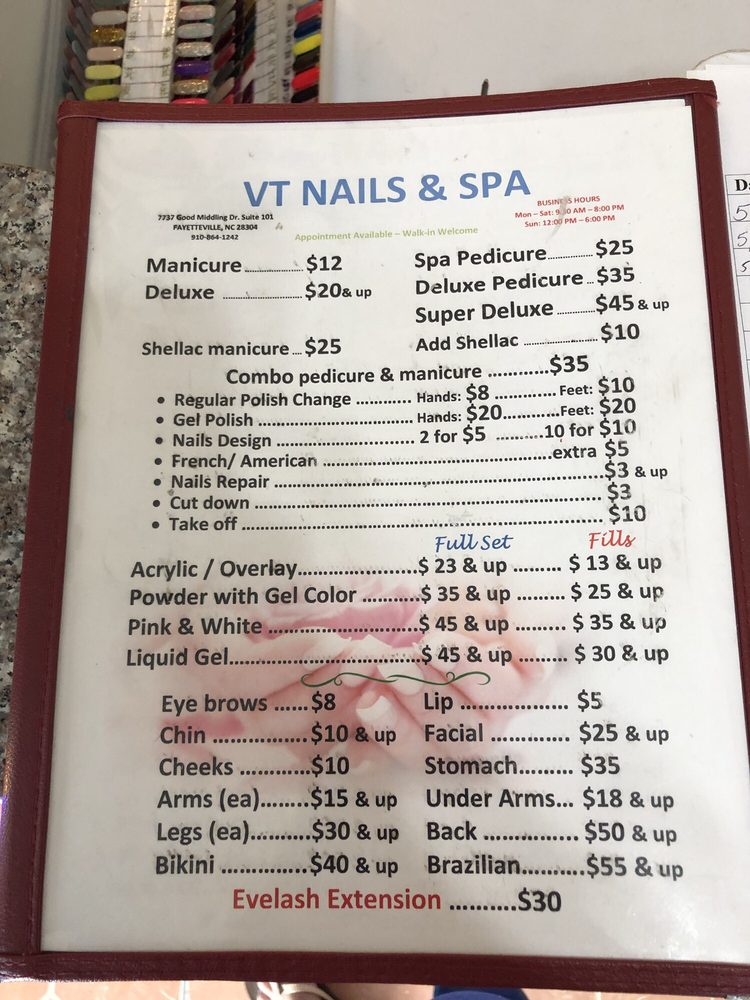 VT NAILS & SPA
7737 Good Middling Dr. Suite 101
FAYETTEVILLE, NC 28304
910-864-1242
BUSINESS HOURS
Mon – Sat: 9:30 AM – 8:00 PM
Sun: 12:00 PM – 6:00 PM
Appointment Available – Walk-in Welcome
Manicure.................$12
Deluxe ....................$20& up
Spa Pedicure............$25
Deluxe Pedicure...$35
Super Deluxe..........$45 & up
Shellac manicure...$25
Add Shellac ....................$10
Combo pedicure & manicure ............$35
• Regular Polish Change ............ Hands: $8 ............ Feet: $10
• Gel Polish ................................. Hands: $20............Feet: $20
• Nails Design ............................. 2 for $5 ..........10 for $10
• French/ American ..................................................extra $5
• Nails Repair ...................................................................$3 & up
• Cut down ....................................................................... $3
• Take off .......................................................................... $10
Full Set Fills
Acrylic / Overlay......................$ 23 & up ......... $ 13 & up
Powder with Gel Color ..........$ 35 & up ......... $ 25 & up
Pink & White ...........................$ 45 & up ......... $ 35 & up
Liquid Gel..................................$ 45 & up ......... $ 30 & up
Eye brows ......$8 Lip .................. $5
Chin ...............$10 & up Facial ............. $25 & up
Cheeks ............$10 Stomach......... $35
Arms (ea)........$15 & up Under Arms... $18 & up
Legs (ea).........$30 & up Back ............... $50 & up
Bikini ..............$40 & up Brazilian..........$55 & up
Eyelash Extension ..........$30